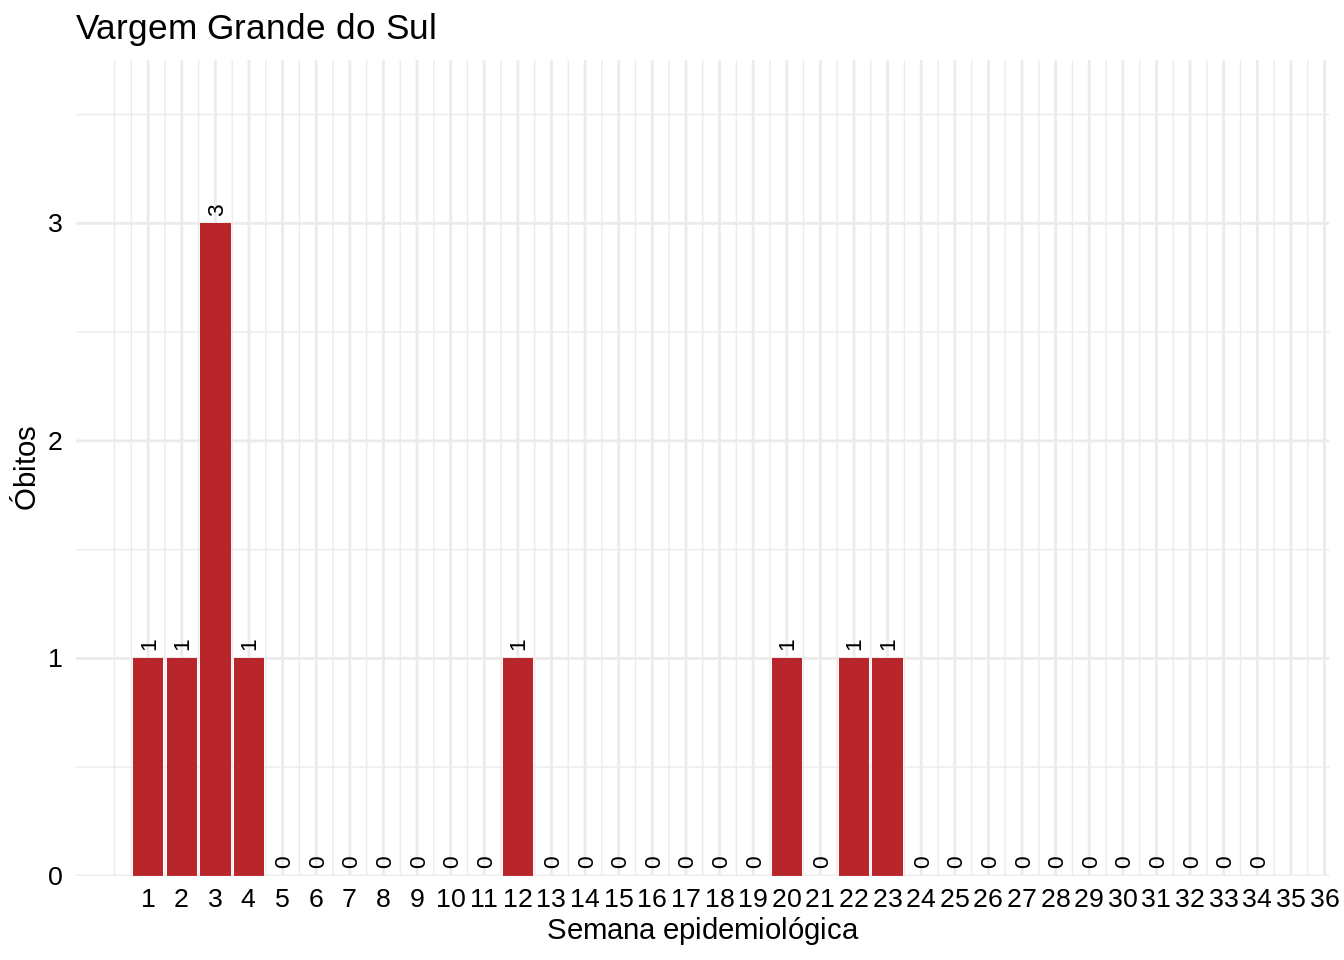 Vargem Grande do Sul
Óbitos
3
2
1
0
1 1 3 1 0 0 0 0 0 0 0 1 0 0 0 0 0 0 0 1 0 1 1 0 0 0 0 0 0 0 0 0 0 0
1 2 3 4 5 6 7 8 9 10 11 12 13 14 15 16 17 18 19 20 21 22 23 24 25 26 27 28 29 30 31 32 33 34 35 36
Semana epidemiológica